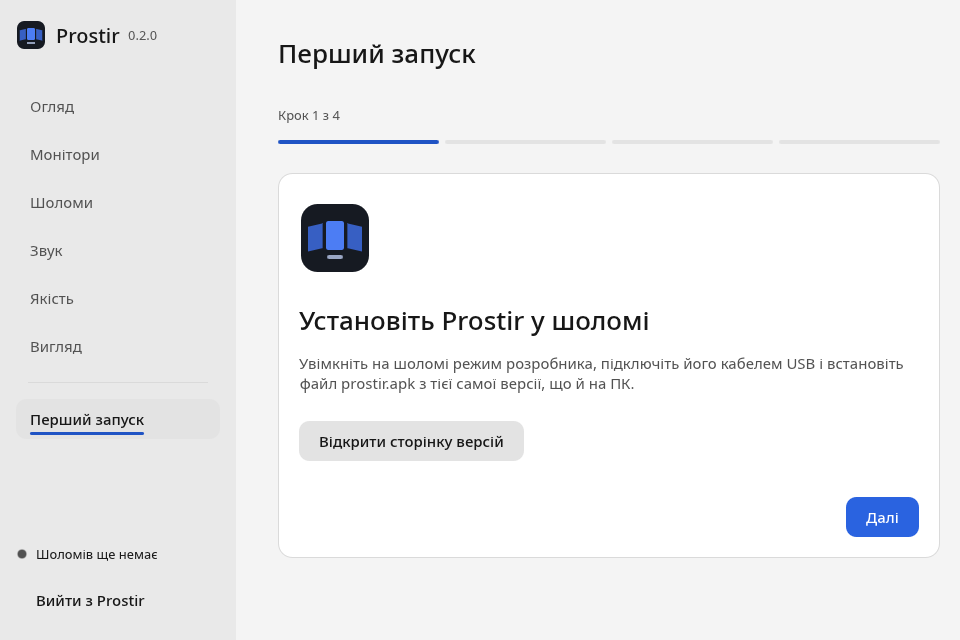 Prostir 0.2.0
Огляд
Монітори
Шоломи
Звук
Якість
Вигляд
Перший запуск
Шоломів ще немає
Вийти з Prostir
Перший запуск
Крок 1 з 4
Установіть Prostir у шоломі
Увімкніть на шоломі режим розробника, підключіть його кабелем USB і встановіть
файл prostir.apk з тієї самої версії, що й на ПК.
Відкрити сторінку версій
Далі